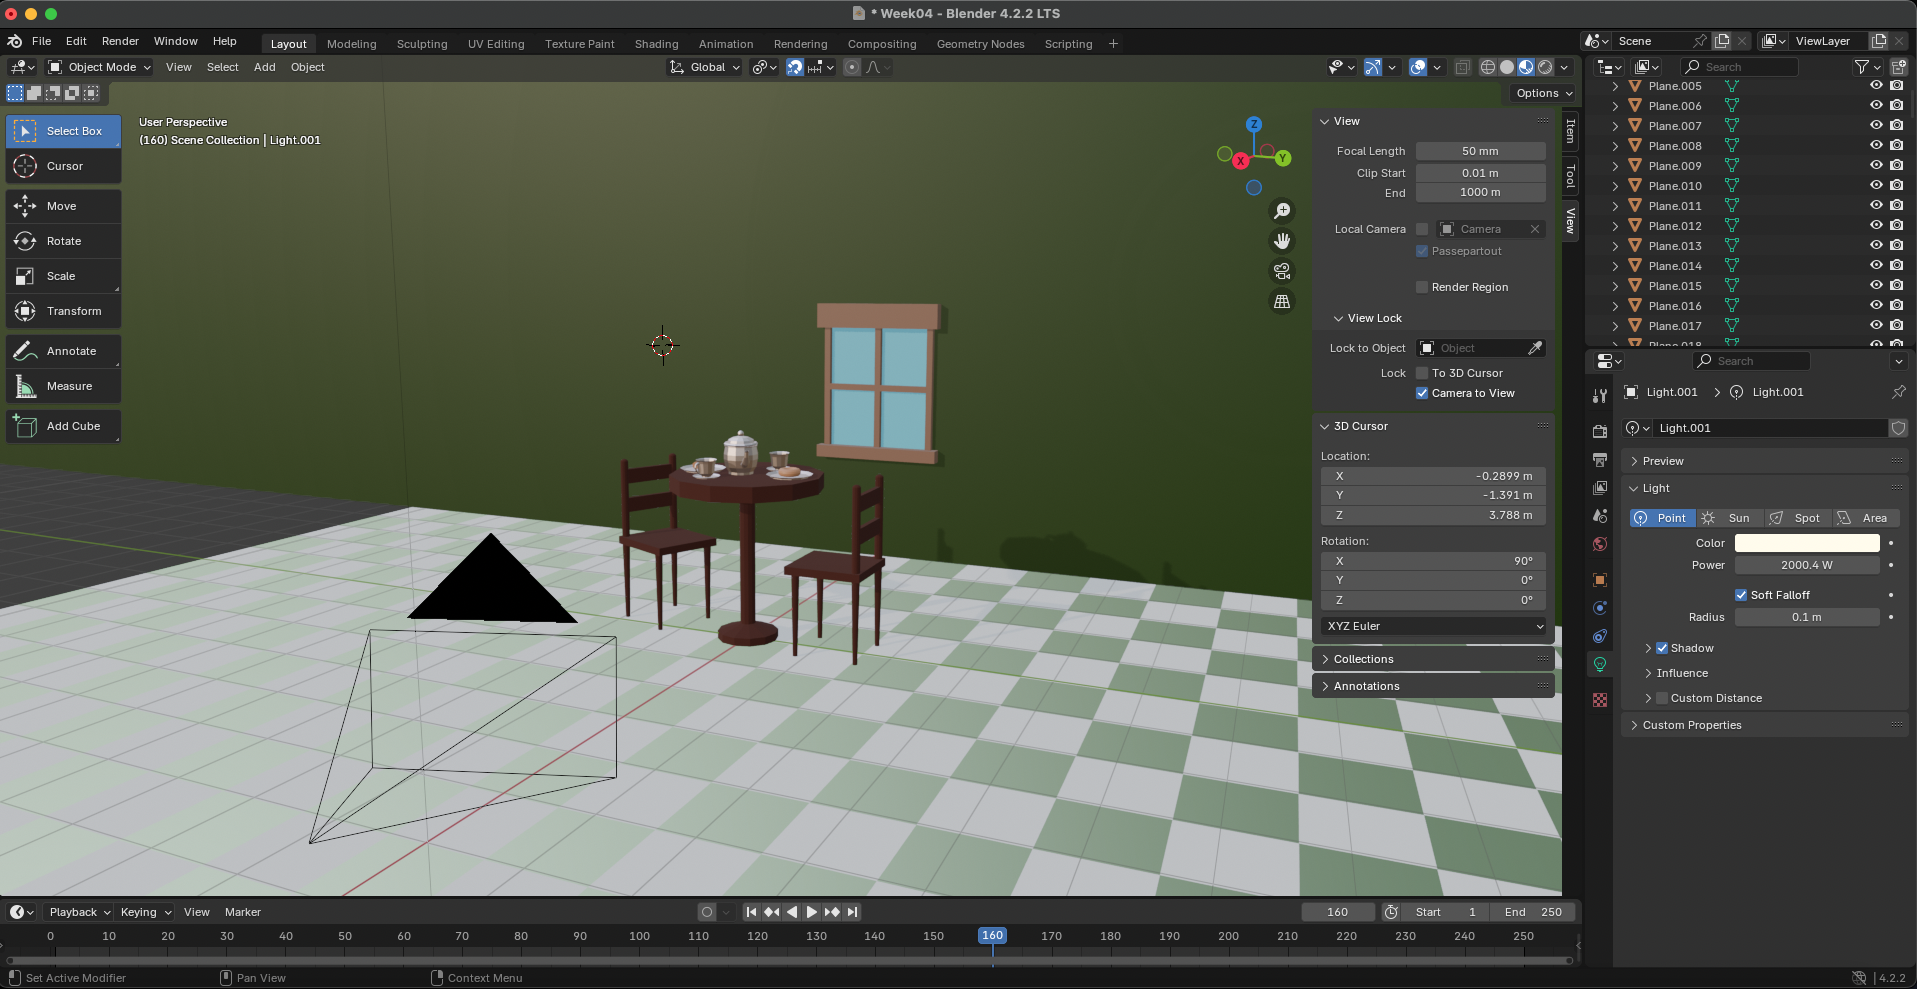 * Week04 - Blender 4.2.2 LTS
File Edit Render Window Help Layout Modeling Sculpting UV Editing Texture Paint Shading Animation Rendering Compositing Geometry Nodes Scripting + Scene ViewLayer
Object Mode View Select Add Object Global Search
Options
Select Box
Cursor
Move
Rotate
Scale
Transform
Annotate
Measure
Add Cube
User Perspective
(160) Scene Collection | Light.001
Z
X
Y
View
Focal Length 50 mm
Clip Start 0.01 m
End 1000 m
Local Camera Camera
Passepartout
Render Region
View Lock
Lock to Object Object
Lock To 3D Cursor
Camera to View
3D Cursor
Location:
X -0.2899 m
Y -1.391 m
Z 3.788 m
Rotation:
X 90°
Y 0°
Z 0°
XYZ Euler
Collections
Annotations
Item
Tool
View
Plane.005
Plane.006
Plane.007
Plane.008
Plane.009
Plane.010
Plane.011
Plane.012
Plane.013
Plane.014
Plane.015
Plane.016
Plane.017
Plane.018
Search
Light.001 > Light.001
Light.001
Preview
Light
Point Sun Spot Area
Color
Power 2000.4 W
Soft Falloff
Radius 0.1 m
Shadow
Influence
Custom Distance
Custom Properties
Playback Keying View Marker 160 Start 1 End 250
0 10 20 30 40 50 60 70 80 90 100 110 120 130 140 150 160 170 180 190 200 210 220 230 240 250
Set Active Modifier Pan View Context Menu 4.2.2